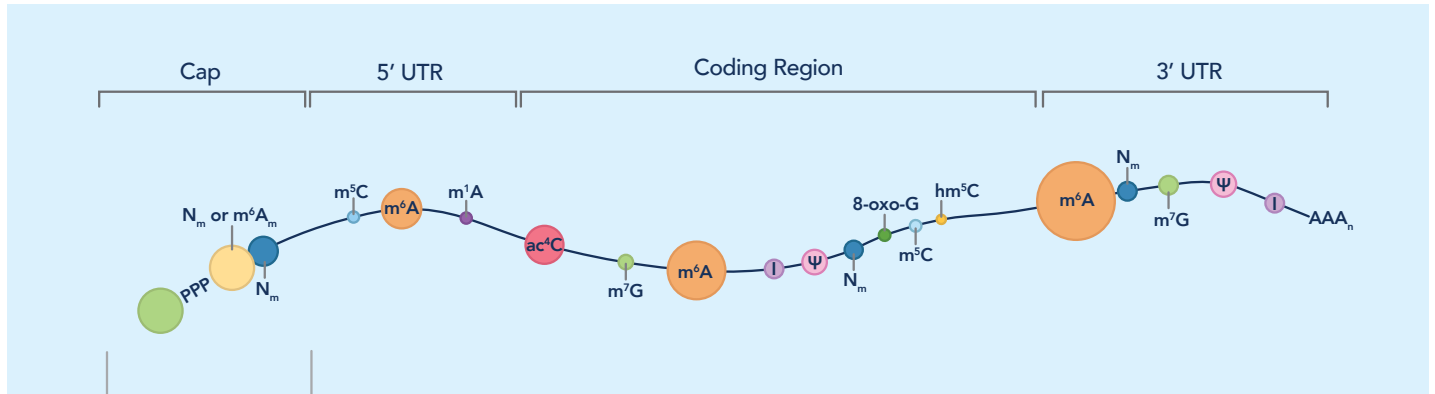 Cap
5′ UTR
Coding Region
3′ UTR
Nₘ or m⁶Aₘ
PPP
Nₘ
m⁵C
m⁶A
m¹A
ac⁴C
m⁷G
m⁶A
I
Ψ
Nₘ
8-oxo-G
m⁵C
hm⁵C
m⁶A
Nₘ
m⁷G
Ψ
I
AAAₙ